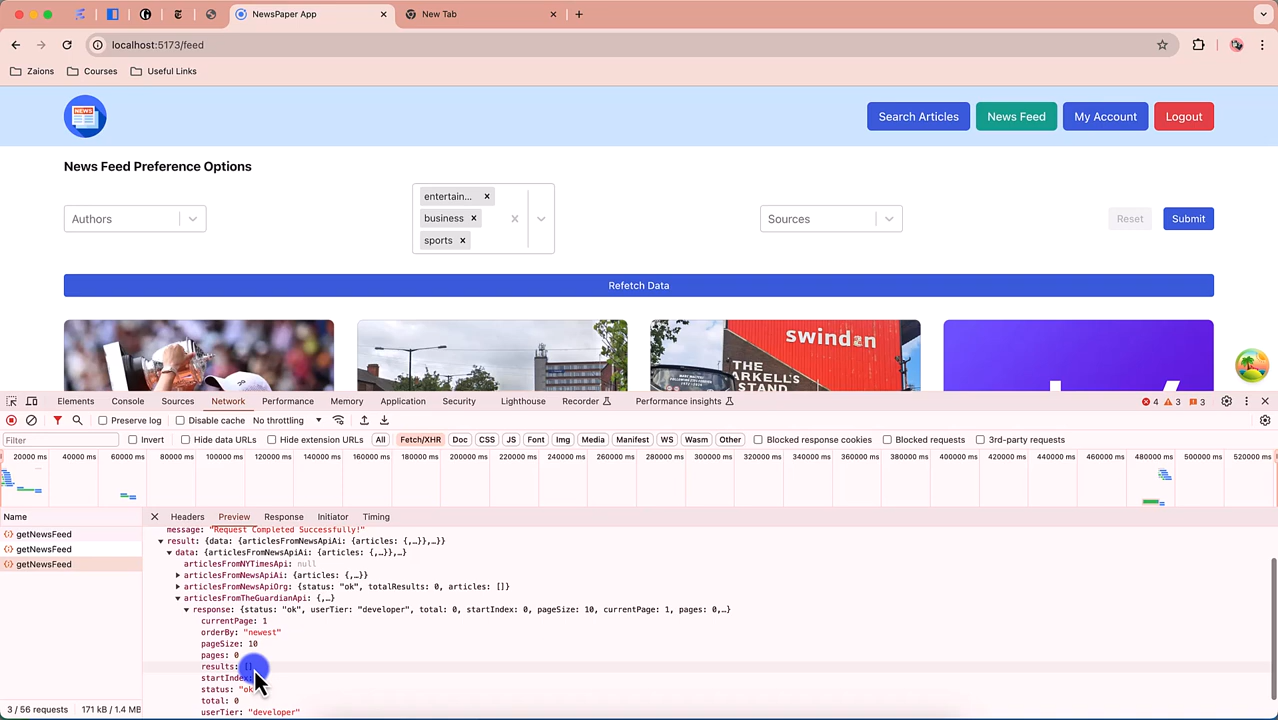 NewsPaper App
New Tab
localhost:5173/feed
Zaions
Courses
Useful Links
NEWS
Search Articles
News Feed
My Account
Logout
News Feed Preference Options
Authors
entertain...
business
sports
Sources
Reset
Submit
Refetch Data
swindon
THE
ARKELL'S
STAND
Elements Console Sources Network Performance Memory Application Security Lighthouse Recorder Performance insights 4 3 3
Preserve log Disable cache No throttling
Filter Invert Hide data URLs Hide extension URLs All Fetch/XHR Doc CSS JS Font Img Media Manifest WS Wasm Other Blocked response cookies Blocked requests 3rd-party requests
20000 ms 40000 ms 60000 ms 80000 ms 100000 ms 120000 ms 140000 ms 160000 ms 180000 ms 200000 ms 220000 ms 240000 ms 260000 ms 280000 ms 300000 ms 320000 ms 340000 ms 360000 ms 380000 ms 400000 ms 420000 ms 440000 ms 460000 ms 480000 ms 500000 ms 520000 ms
Name Headers Preview Response Initiator Timing
getNewsFeed
getNewsFeed
getNewsFeed
message: "Request Completed Successfully!"
result: {data: {articlesFromNewsApiAi: {articles: {,…}},…}}
data: {articlesFromNewsApiAi: {articles: {,…}},…}
articlesFromNYTimesApi: null
articlesFromNewsApiAi: {articles: {,…}}
articlesFromNewsApiOrg: {status: "ok", totalResults: 0, articles: []}
articlesFromTheGuardianApi: {,…}
response: {status: "ok", userTier: "developer", total: 0, startIndex: 0, pageSize: 10, currentPage: 1, pages: 0,…}
currentPage: 1
orderBy: "newest"
pageSize: 10
pages: 0
results: []
startIndex:
status: "ok
total: 0
userTier: "developer"
3 / 56 requests 171 kB / 1.4 MB